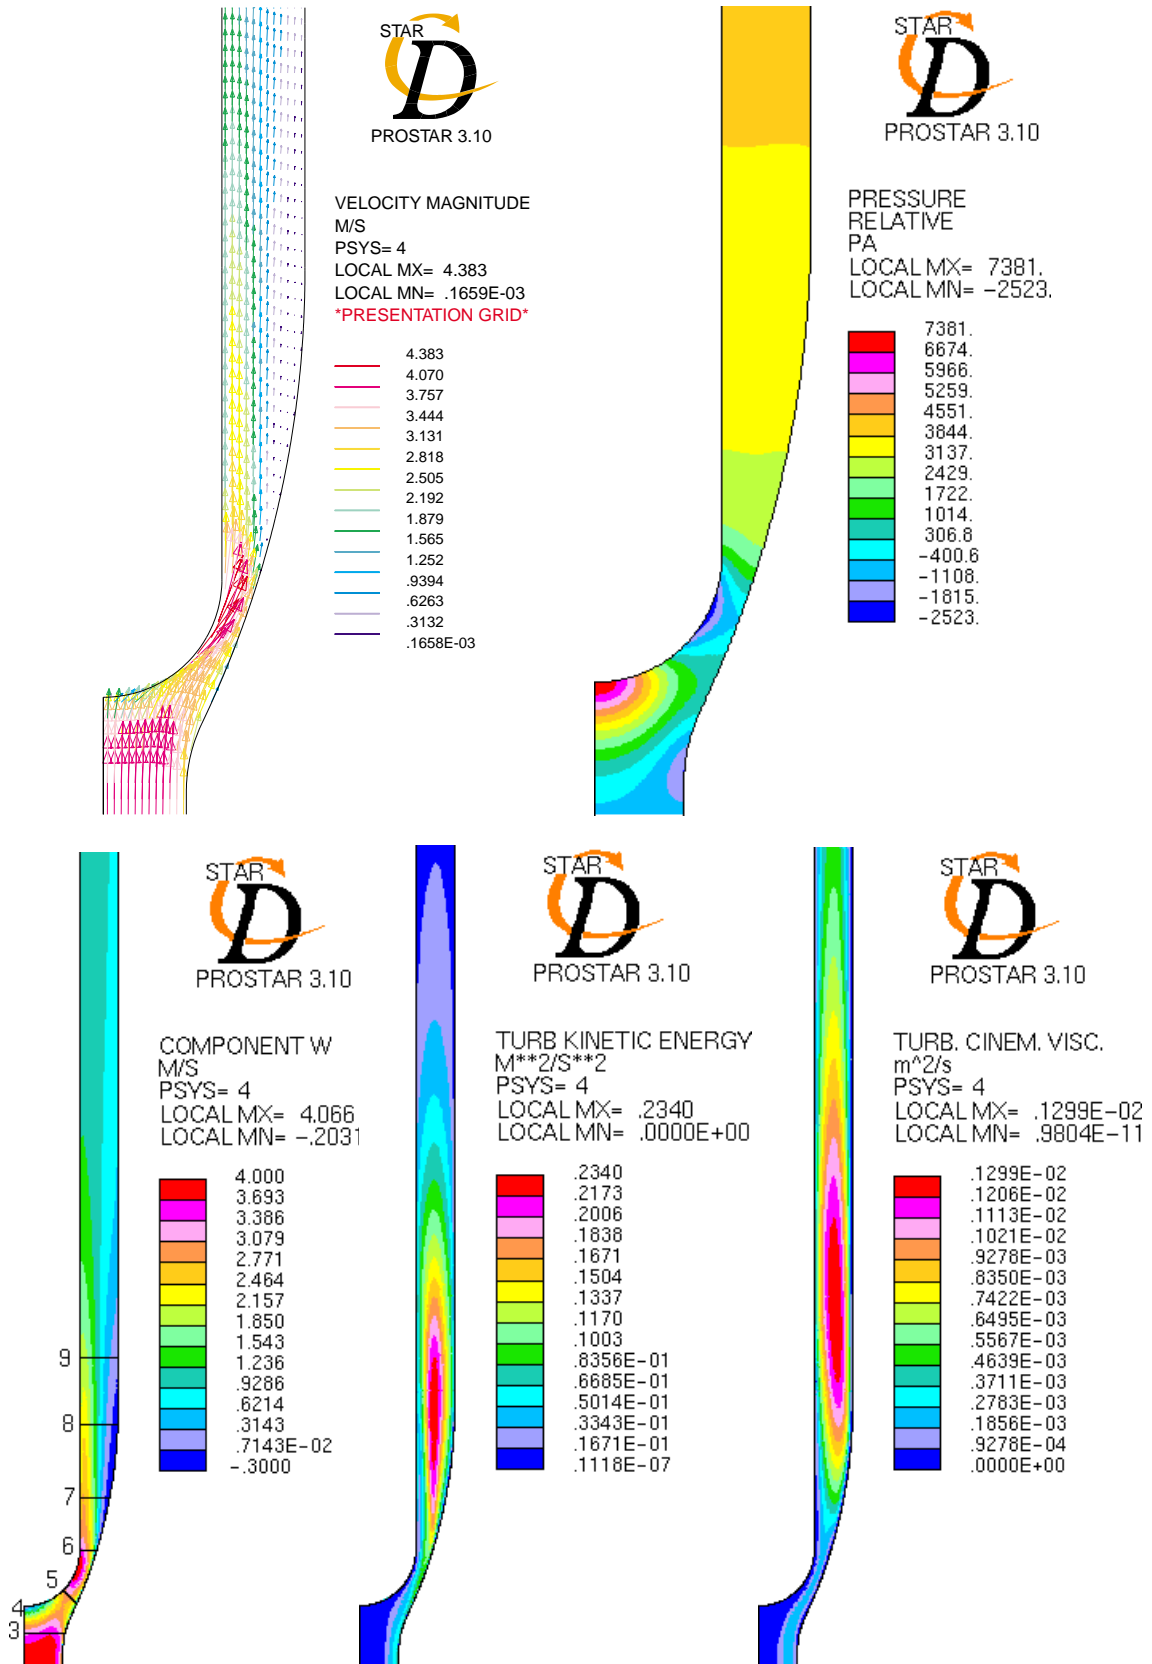 STAR
D
PROSTAR 3.10
VELOCITY MAGNITUDE
M/S
PSYS= 4
LOCAL MX= 4.383
LOCAL MN= .1659E-03
*PRESENTATION GRID*
4.383
4.070
3.757
3.444
3.131
2.818
2.505
2.192
1.879
1.565
1.252
.9394
.6263
.3132
.1658E-03
STAR
D
PROSTAR 3.10
PRESSURE
RELATIVE
PA
LOCAL MX= 7381.
LOCAL MN= -2523.
7381.
6674.
5966.
5259.
4551.
3844.
3137.
2429.
1722.
1014.
306.8
-400.6
-1108.
-1815.
-2523.
STAR
D
PROSTAR 3.10
COMPONENT W
M/S
PSYS= 4
LOCAL MX= 4.066
LOCAL MN= -.2031
4.000
3.693
3.386
3.079
2.771
2.464
2.157
1.850
1.543
1.236
.9286
.6214
.3143
.7143E-02
-.3000
9
8
7
6
5
4
3
STAR
D
PROSTAR 3.10
TURB KINETIC ENERGY
M**2/S**2
PSYS= 4
LOCAL MX= .2340
LOCAL MN= .0000E+00
.2340
.2173
.2006
.1838
.1671
.1504
.1337
.1170
.1003
.8356E-01
.6685E-01
.5014E-01
.3343E-01
.1671E-01
.1118E-07
STAR
D
PROSTAR 3.10
TURB. CINEM. VISC.
m^2/s
PSYS= 4
LOCAL MX= .1299E-02
LOCAL MN= .9804E-11
.1299E-02
.1206E-02
.1113E-02
.1021E-02
.9278E-03
.8350E-03
.7422E-03
.6495E-03
.5567E-03
.4639E-03
.3711E-03
.2783E-03
.1856E-03
.9278E-04
.0000E+00